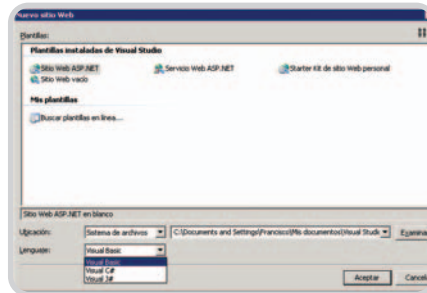 Nuevo sitio Web
Plantillas:
Plantillas instaladas de Visual Studio
Sitio Web ASP.NET
Servicio Web ASP.NET
Starter Kit de sitio Web personal
Sitio Web vacío
Mis plantillas
Buscar plantillas en línea...
Sitio Web ASP.NET en blanco
Ubicación: Sistema de archivos C:\Documents and Settings\Francisco\Mis documentos\Visual Studi Examinar
Lenguaje: Visual Basic
Visual Basic
Visual C#
Visual J#
Aceptar Cancela